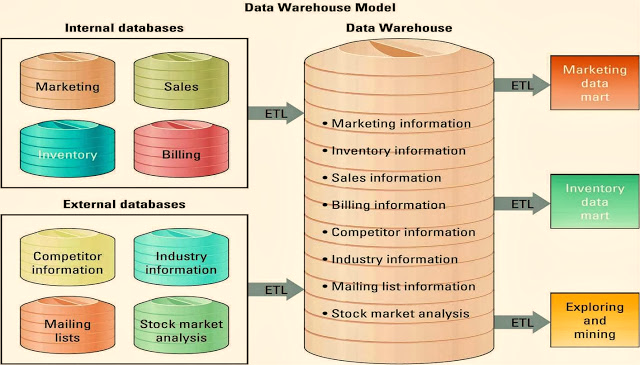 Data Warehouse Model
Internal databases
Marketing
Sales
Inventory
Billing
External databases
Competitor
information
Industry
information
Mailing
lists
Stock market
analysis
ETL
ETL
Data Warehouse
• Marketing information
• Inventory information
• Sales information
• Billing information
• Competitor information
• Industry information
• Mailing list information
• Stock market analysis
ETL
Marketing
data
mart
ETL
Inventory
data
mart
ETL
Exploring
and
mining